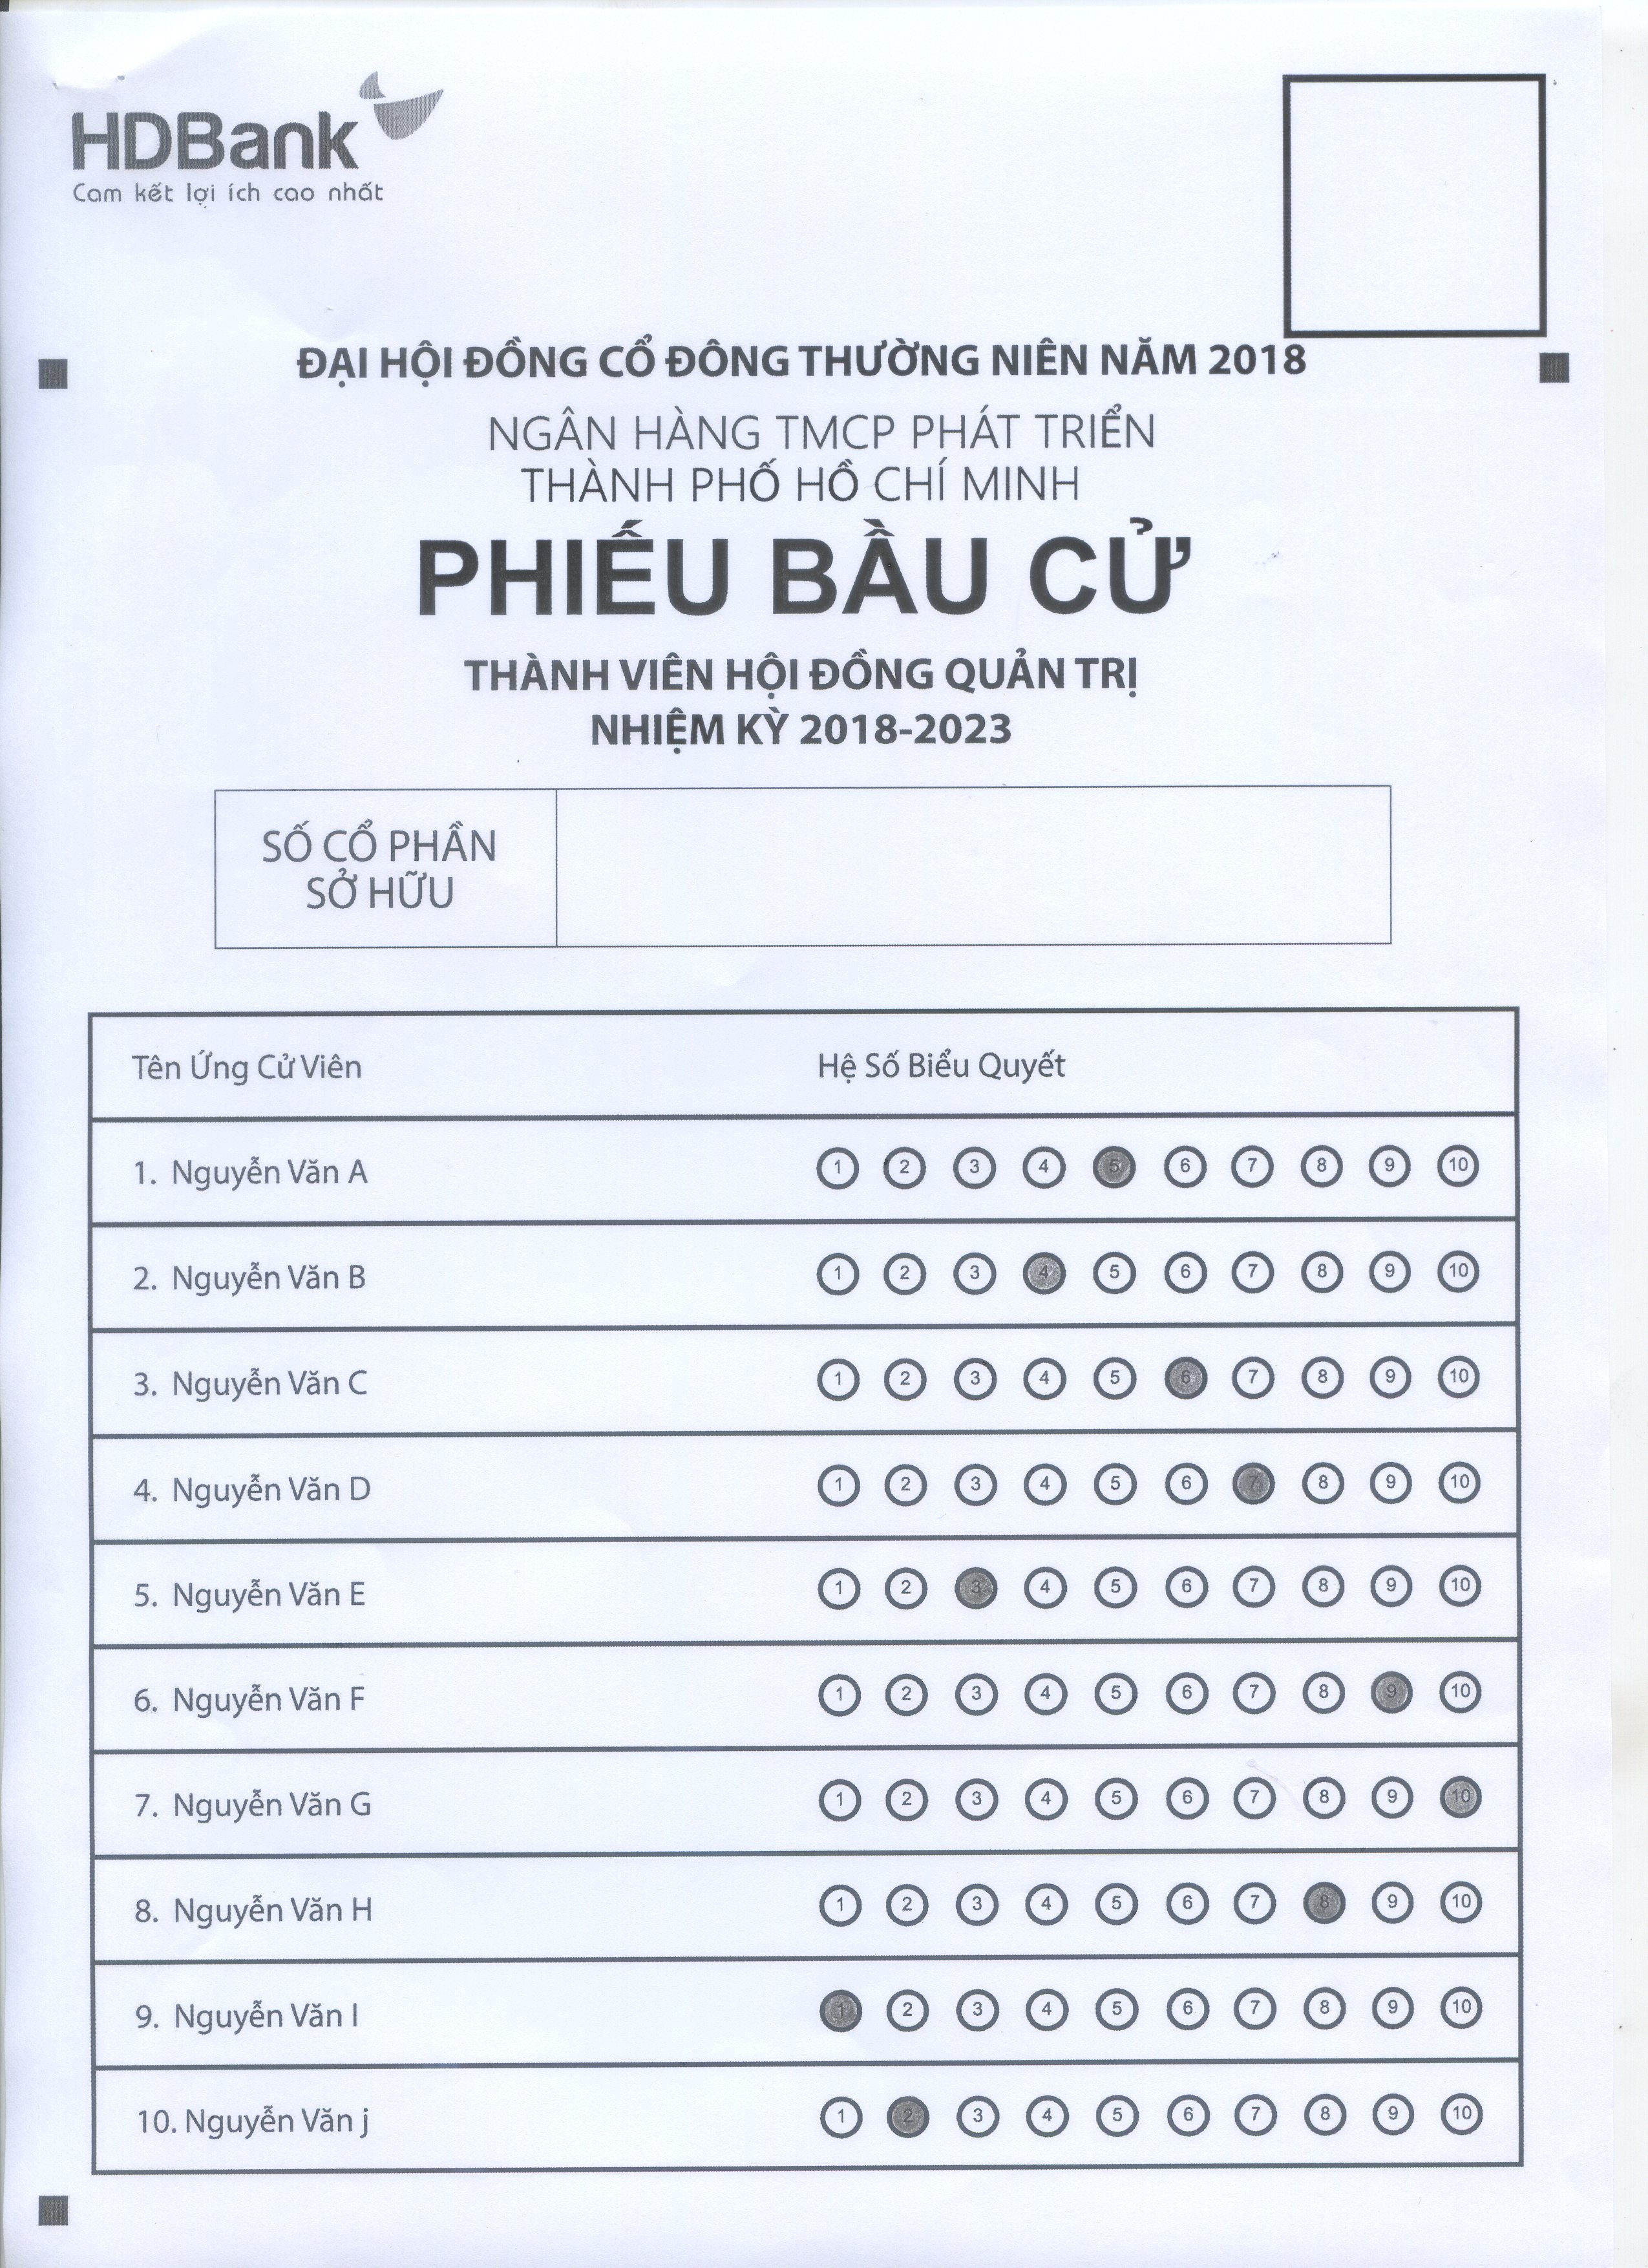 HDBank
Cam kết lợi ích cao nhất
ĐẠI HỘI ĐỒNG CỔ ĐÔNG THƯỜNG NIÊN NĂM 2018
NGÂN HÀNG TMCP PHÁT TRIỂN
THÀNH PHỐ HỒ CHÍ MINH
PHIẾU BẦU CỬ
THÀNH VIÊN HỘI ĐỒNG QUẢN TRỊ
NHIỆM KỲ 2018-2023
SỐ CỔ PHẦN
SỞ HỮU
Tên Ứng Cử Viên Hệ Số Biểu Quyết
1. Nguyễn Văn A 1 2 3 4 5 6 7 8 9 10
2. Nguyễn Văn B 1 2 3 4 5 6 7 8 9 10
3. Nguyễn Văn C 1 2 3 4 5 6 7 8 9 10
4. Nguyễn Văn D 1 2 3 4 5 6 7 8 9 10
5. Nguyễn Văn E 1 2 3 4 5 6 7 8 9 10
6. Nguyễn Văn F 1 2 3 4 5 6 7 8 9 10
7. Nguyễn Văn G 1 2 3 4 5 6 7 8 9 10
8. Nguyễn Văn H 1 2 3 4 5 6 7 8 9 10
9. Nguyễn Văn I 1 2 3 4 5 6 7 8 9 10
10. Nguyễn Văn j 1 2 3 4 5 6 7 8 9 10